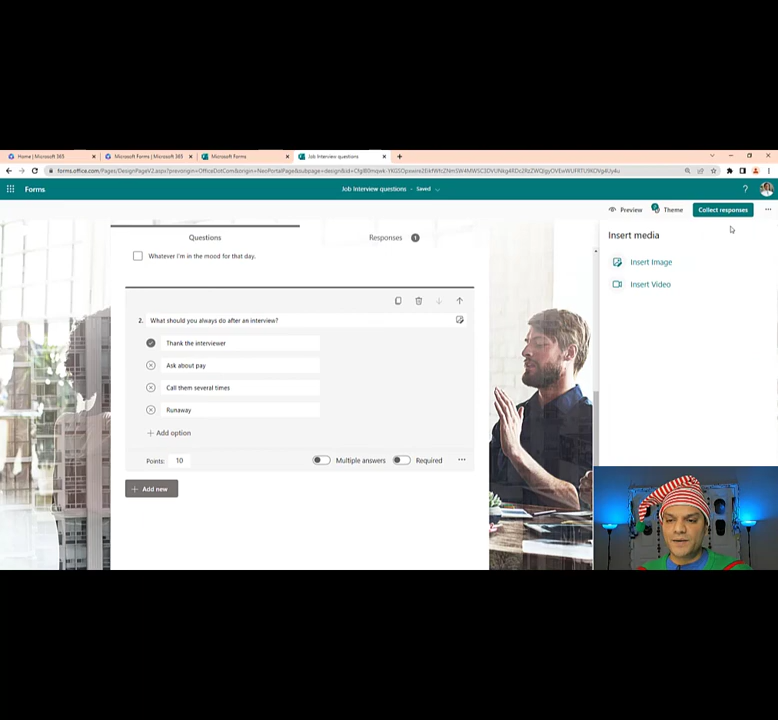 Home | Microsoft 365
Microsoft Forms | Microsoft 365
Microsoft Forms
Job Interview questions
Forms
Job Interview questions - Saved
?
Preview
Theme
Collect responses
Questions
Responses 1
Insert media
Whatever I'm in the mood for that day.
Insert Image
Insert Video
2. What should you always do after an interview?
Thank the interviewer
Ask about pay
Call them several times
Runaway
+ Add option
Points: 10
Multiple answers
Required
+ Add new